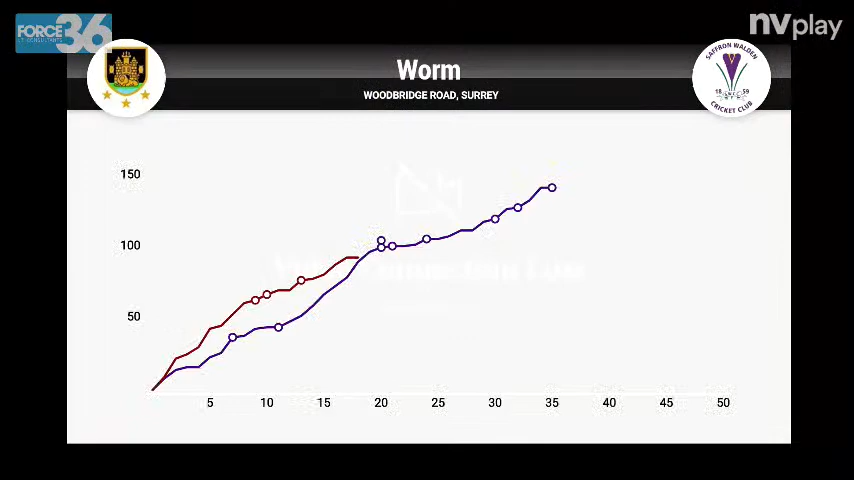 FORCE
36
nvplay
Worm
WOODBRIDGE ROAD, SURREY
SAFFRON WALDEN
18 59
CRICKET CLUB
150
100
50
5 10 15 20 25 30 35 40 45 50